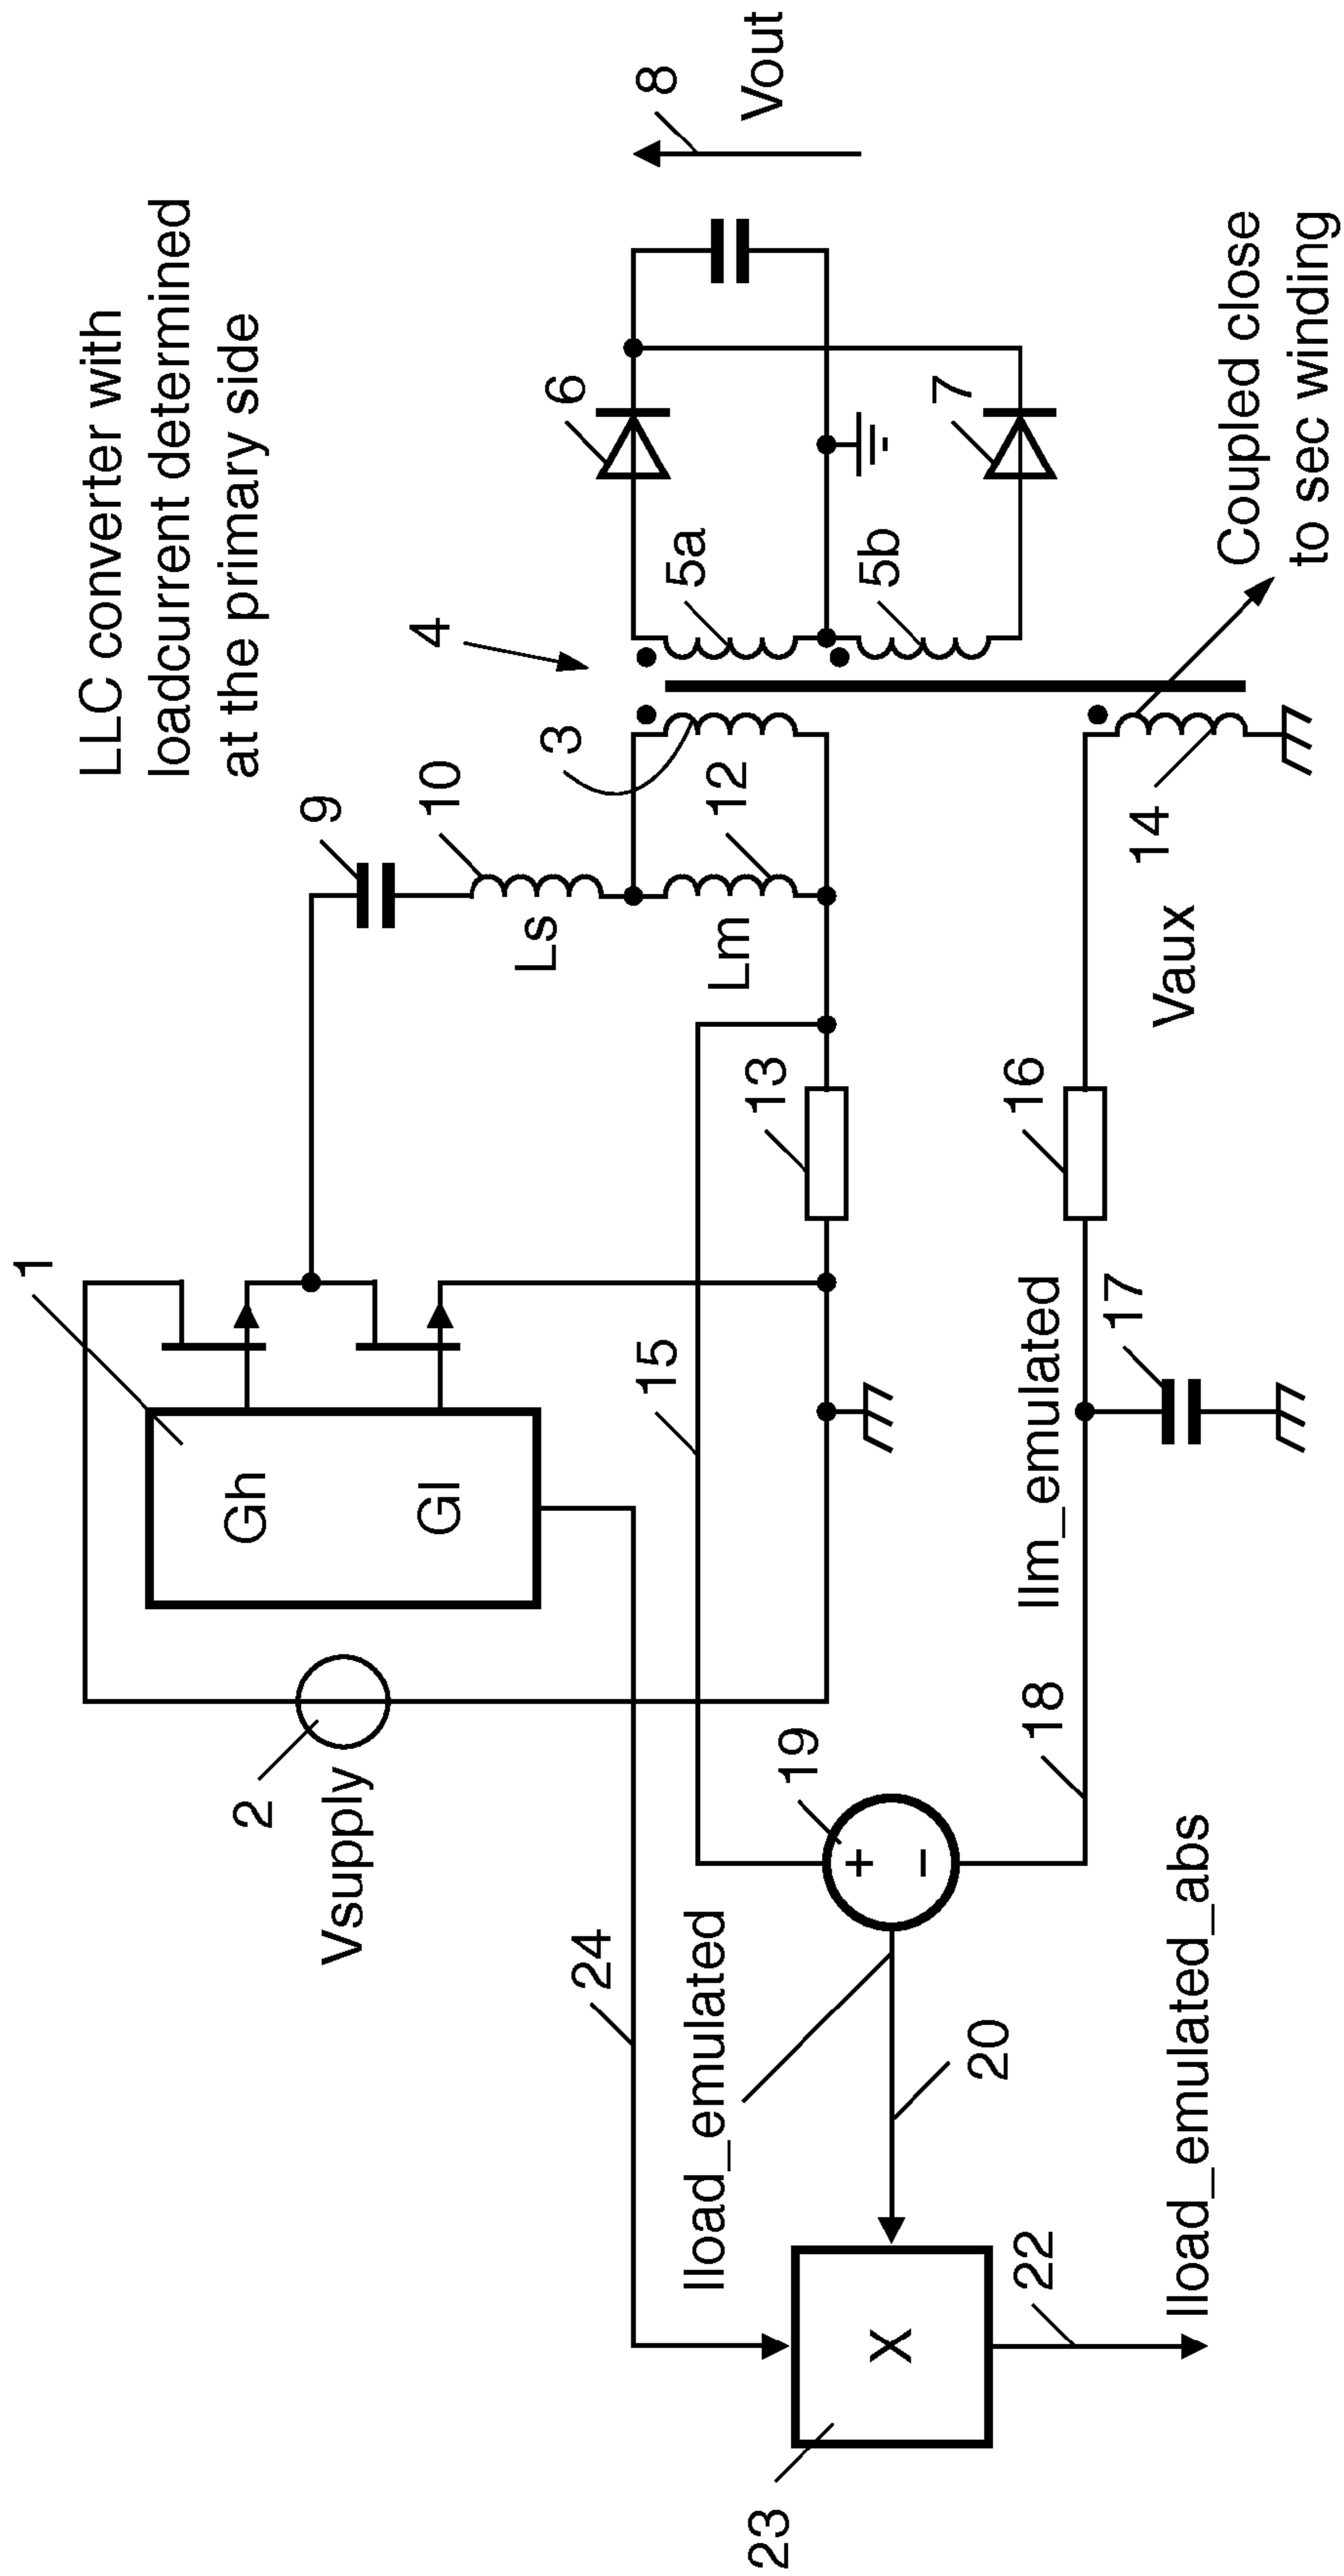 LLC converter with
loadcurrent determined
at the primary side
1
Gh
Gl
2
Vsupply
9
10
Ls
3
4
12
Lm
5a
5b
6
7
8
Vout
13
15
24
19
+
−
Iload_emulated
20
23
X
22
Iload_emulated_abs
18
Ilm_emulated
17
16
Vaux
14
Coupled close
to sec winding